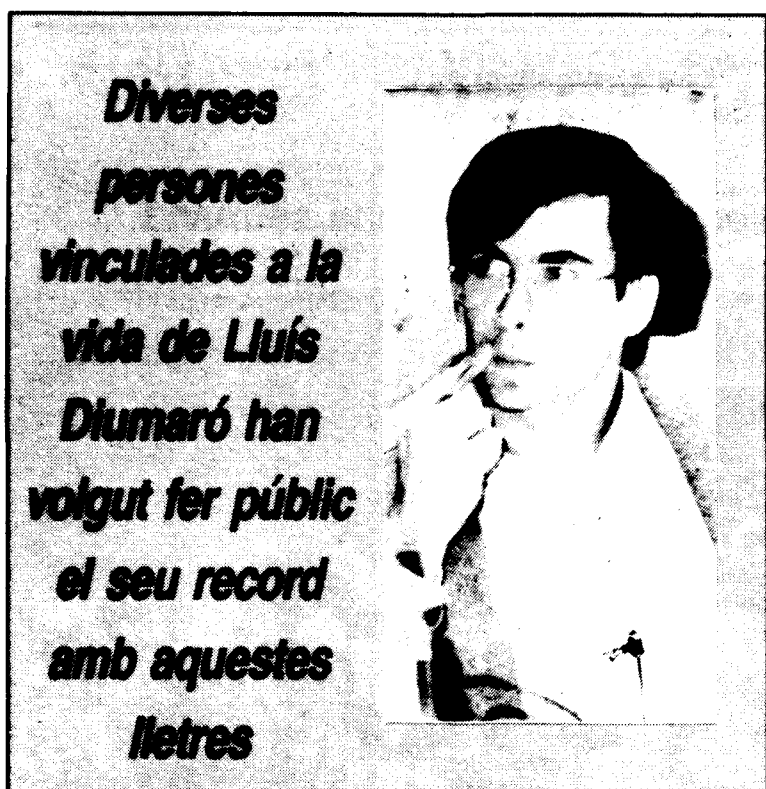 Diverses
persones
vinculades a la
vida de Lluís
Diumaró han
volgut fer públic
el seu record
amb aquestes
lletres